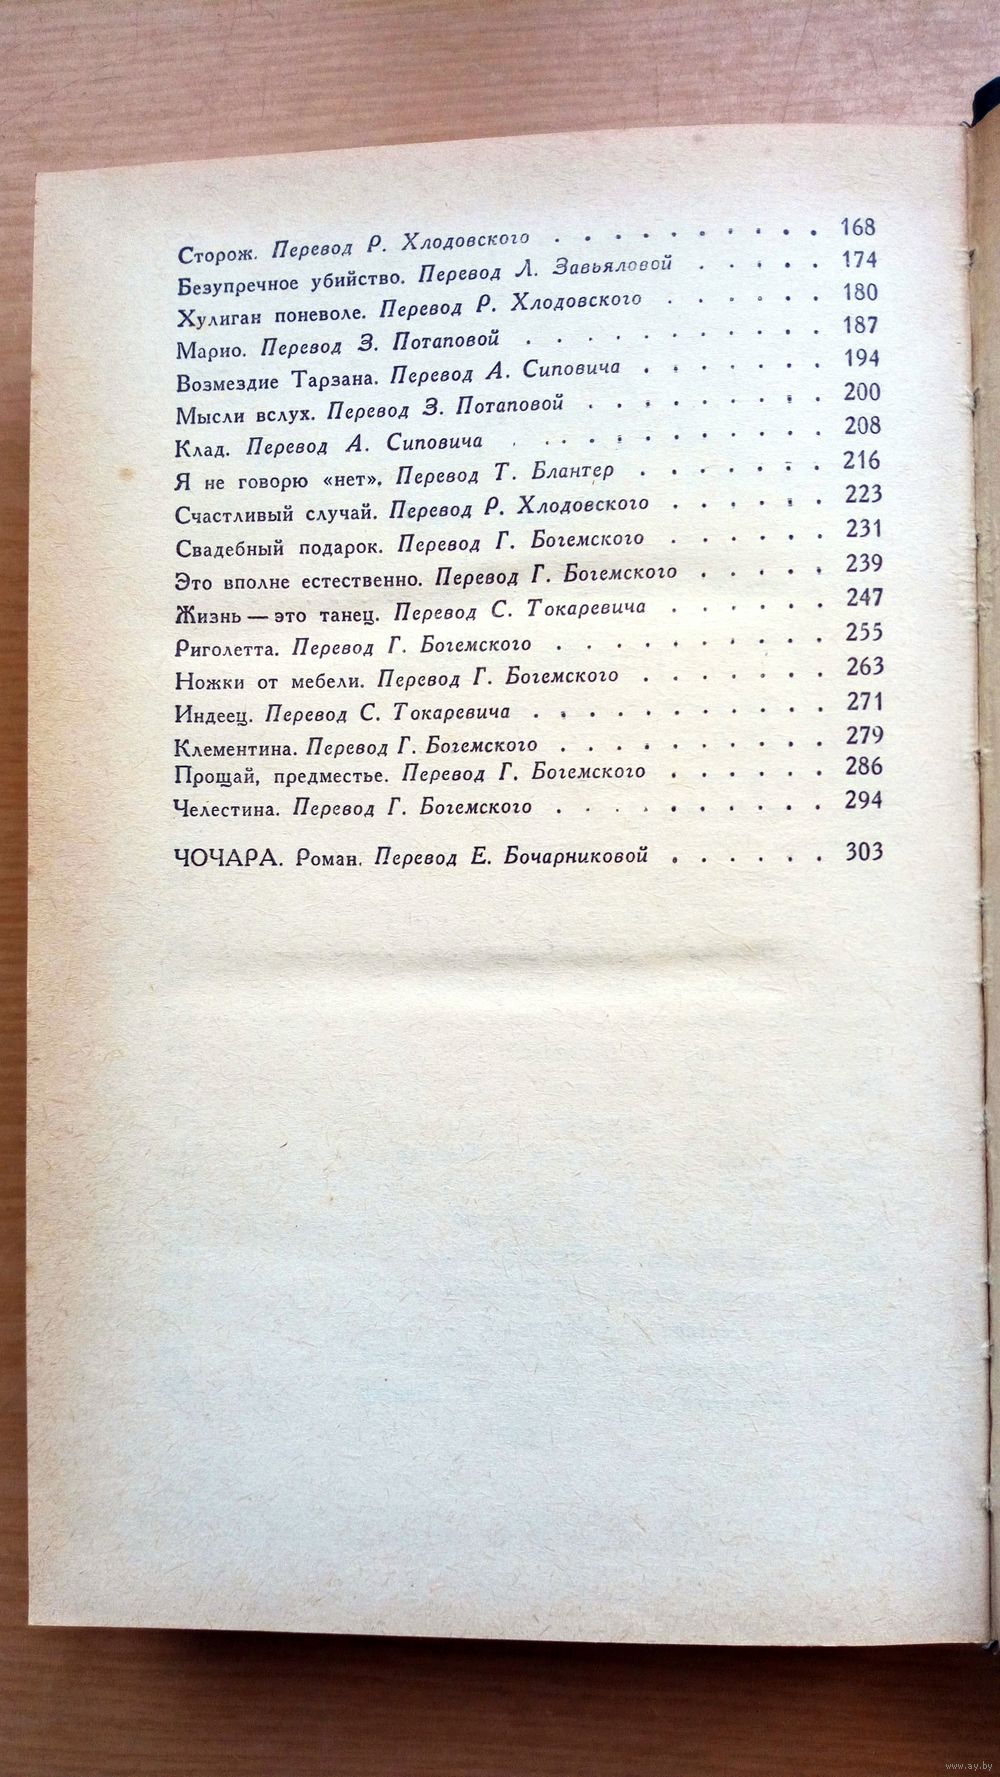 Сторож. Перевод Р. Хлодовского . . . . . . . . . . 168
Безупречное убийство. Перевод Л. Завьяловой . . . . . 174
Хулиган поневоле. Перевод Р. Хлодовского . . . . . . 180
Марио. Перевод З. Потаповой . . . . . . . . . . . 187
Возмездие Тарзана. Перевод А. Сиповича . . . . . . . 194
Мысли вслух. Перевод З. Потаповой . . . . . . . . . 200
Клад. Перевод А. Сиповича . . . . . . . . . . . 208
Я не говорю «нет». Перевод Т. Блантер . . . . . . . 216
Счастливый случай. Перевод Р. Хлодовского . . . . . . 223
Свадебный подарок. Перевод Г. Богемского . . . . . . 231
Это вполне естественно. Перевод Г. Богемского . . . . . 239
Жизнь — это танец. Перевод С. Токаревича . . . . . . 247
Риголетта. Перевод Г. Богемского . . . . . . . . . . 255
Ножки от мебели. Перевод Г. Богемского . . . . . . . 263
Индеец. Перевод С. Токаревича . . . . . . . . . . . 271
Клементина. Перевод Г. Богемского . . . . . . . . . . 279
Прощай, предместье. Перевод Г. Богемского . . . . . . 286
Челестина. Перевод Г. Богемского . . . . . . . . . . 294
ЧОЧАРА. Роман. Перевод Е. Бочарниковой . . . . . . 303
www.ay.by